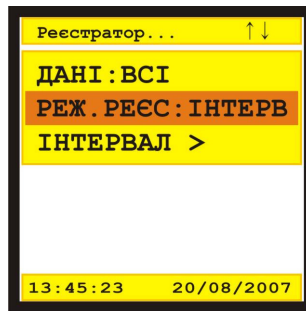 Реєстратор... ↑↓
ДАНІ:ВСІ
РЕЖ.РЕЄС:ІНТЕРВ
ІНТЕРВАЛ >
13:45:23 20/08/2007